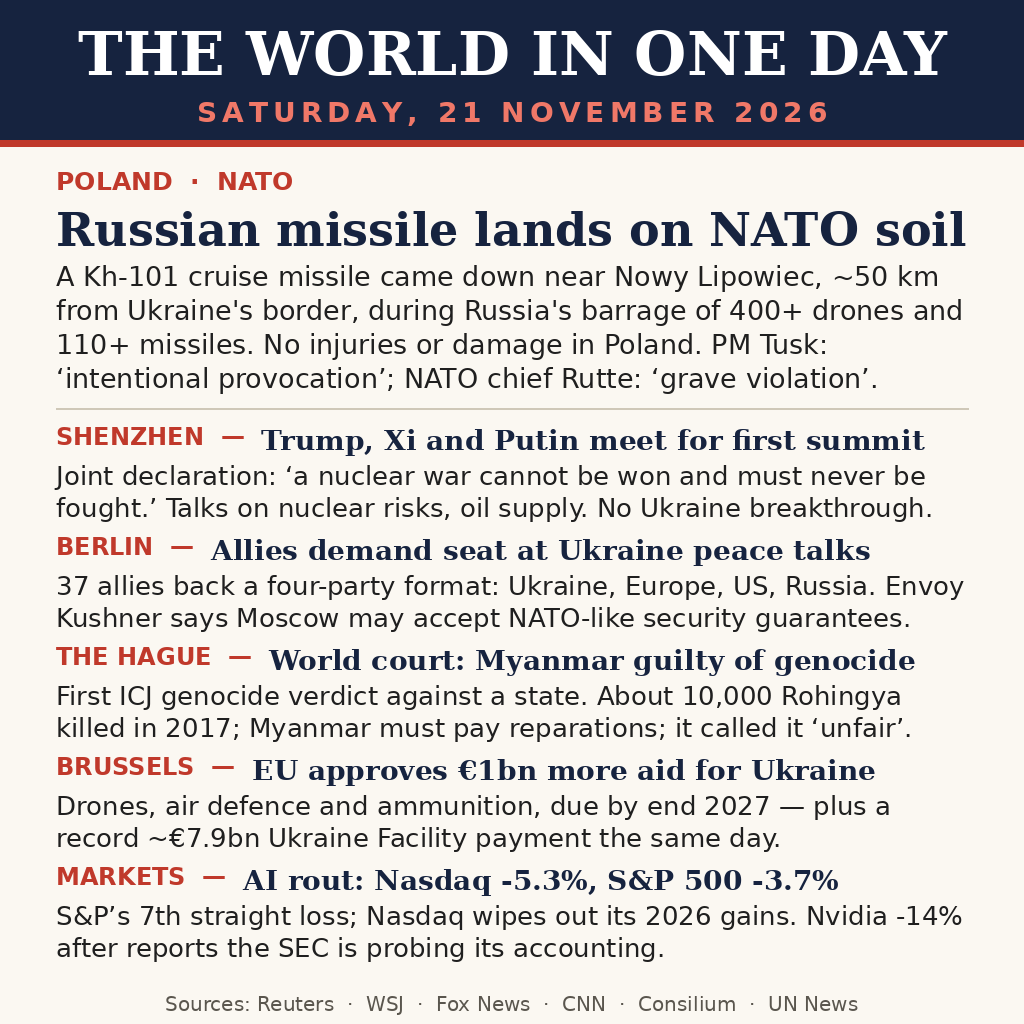 THE WORLD IN ONE DAY
SATURDAY, 21 NOVEMBER 2026
POLAND · NATO
Russian missile lands on NATO soil
A Kh-101 cruise missile came down near Nowy Lipowiec, ~50 km
from Ukraine's border, during Russia's barrage of 400+ drones and
110+ missiles. No injuries or damage in Poland. PM Tusk:
‘intentional provocation’; NATO chief Rutte: ‘grave violation’.
SHENZHEN — Trump, Xi and Putin meet for first summit
Joint declaration: ‘a nuclear war cannot be won and must never be
fought.’ Talks on nuclear risks, oil supply. No Ukraine breakthrough.
BERLIN — Allies demand seat at Ukraine peace talks
37 allies back a four-party format: Ukraine, Europe, US, Russia. Envoy
Kushner says Moscow may accept NATO-like security guarantees.
THE HAGUE — World court: Myanmar guilty of genocide
First ICJ genocide verdict against a state. About 10,000 Rohingya
killed in 2017; Myanmar must pay reparations; it called it ‘unfair’.
BRUSSELS — EU approves €1bn more aid for Ukraine
Drones, air defence and ammunition, due by end 2027 — plus a
record ~€7.9bn Ukraine Facility payment the same day.
MARKETS — AI rout: Nasdaq -5.3%, S&P 500 -3.7%
S&P’s 7th straight loss; Nasdaq wipes out its 2026 gains. Nvidia -14%
after reports the SEC is probing its accounting.
Sources: Reuters · WSJ · Fox News · CNN · Consilium · UN News